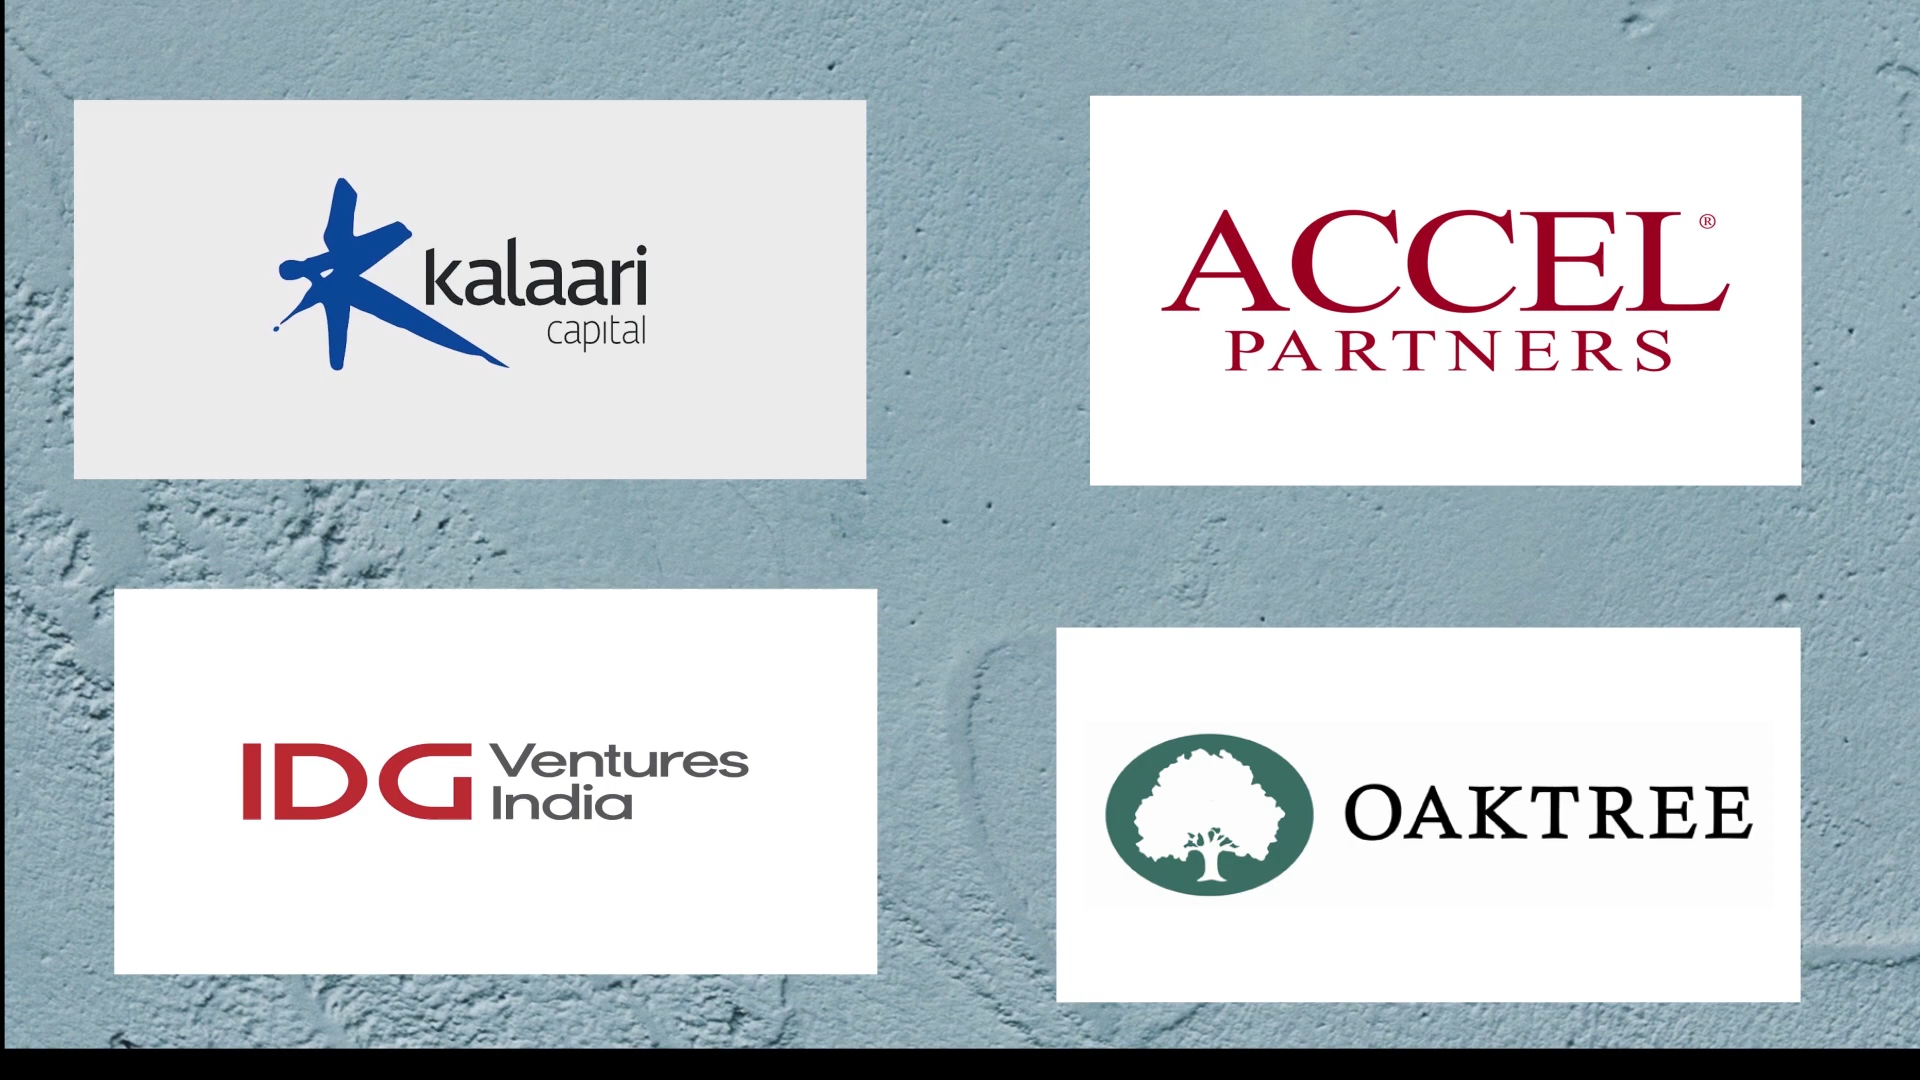 kalaari
capital
ACCEL®
PARTNERS
IDG Ventures
India
OAKTREE